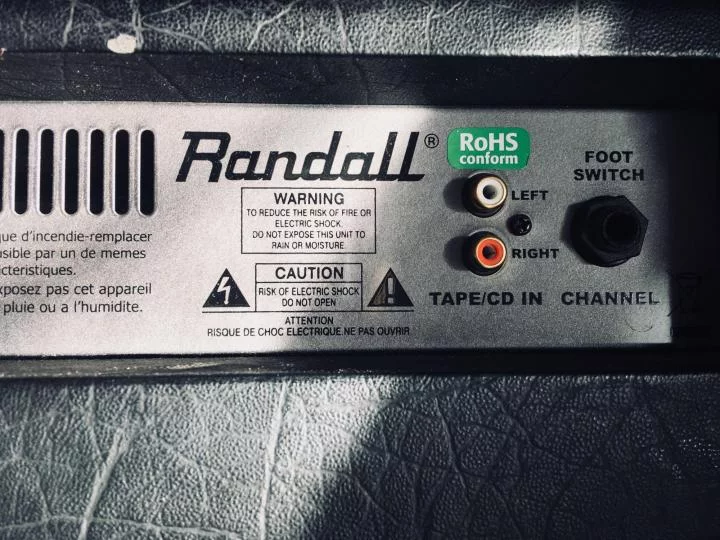 Randall®
RoHS
conform
WARNING
TO REDUCE THE RISK OF FIRE OR
ELECTRIC SHOCK.
DO NOT EXPOSE THIS UNIT TO
RAIN OR MOISTURE.
CAUTION
RISK OF ELECTRIC SHOCK
DO NOT OPEN
ATTENTION
RISQUE DE CHOC ELECTRIQUE.NE PAS OUVRIR
que d'incendie-remplacer
usible par un de memes
cteristiques.
xposez pas cet appareil
pluie ou a l'humidite.
LEFT
RIGHT
TAPE/CD IN
FOOT
SWITCH
CHANNEL